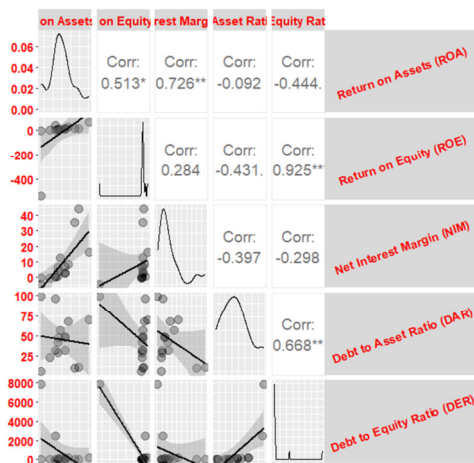 on Assets on Equity rest Marg Asset Rati Equity Rat
0.06
0.04
0.02
0.00
Corr:
0.513*
Corr:
0.726**
Corr:
-0.092
Corr:
-0.444.
Return on Assets (ROA)
0
-200
-400
Corr:
0.284
Corr:
-0.431.
Corr:
0.925**
Return on Equity (ROE)
40
30
20
10
0
Corr:
-0.397
Corr:
-0.298
Net Interest Margin (NIM)
100
75
50
25
0
Corr:
0.668**
Debt to Asset Ratio (DAR)
8000
6000
4000
2000
0
Debt to Equity Ratio (DER)